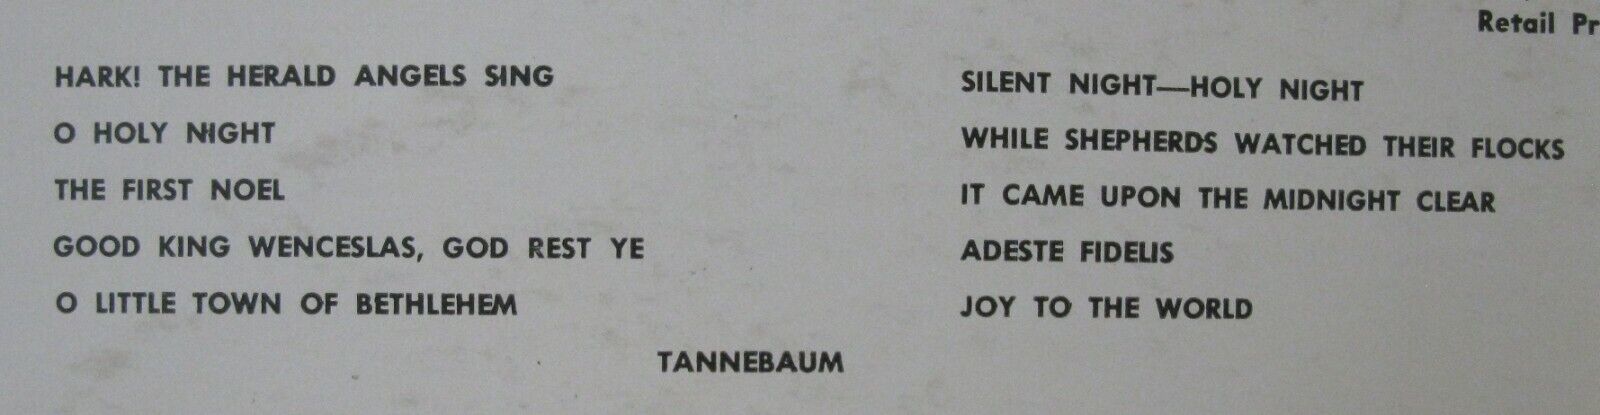 Retail Pr
HARK! THE HERALD ANGELS SING
O HOLY NIGHT
THE FIRST NOEL
GOOD KING WENCESLAS, GOD REST YE
O LITTLE TOWN OF BETHLEHEM
SILENT NIGHT—HOLY NIGHT
WHILE SHEPHERDS WATCHED THEIR FLOCKS
IT CAME UPON THE MIDNIGHT CLEAR
ADESTE FIDELIS
JOY TO THE WORLD
TANNEBAUM